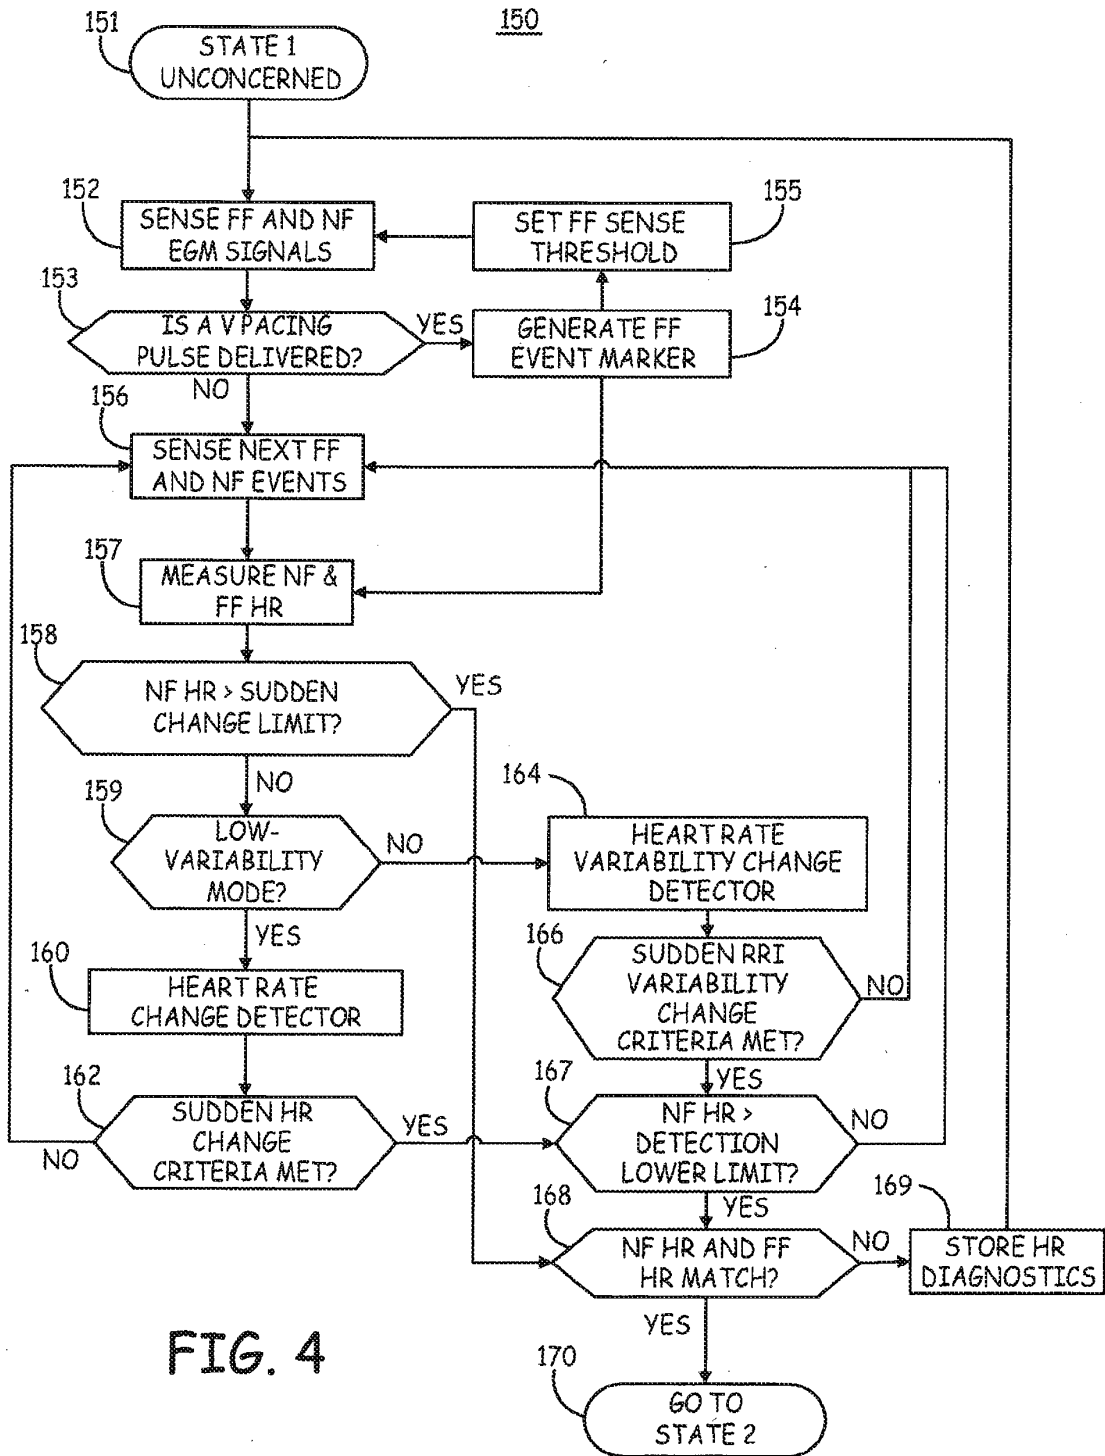 150
151
STATE 1
UNCONCERNED
152
SENSE FF AND NF
EGM SIGNALS
155
SET FF SENSE
THRESHOLD
153
IS A V PACING
PULSE DELIVERED?
YES
NO
154
GENERATE FF
EVENT MARKER
156
SENSE NEXT FF
AND NF EVENTS
157
MEASURE NF &
FF HR
158
NF HR > SUDDEN
CHANGE LIMIT?
YES
NO
159
LOW-
VARIABILITY
MODE?
NO
YES
164
HEART RATE
VARIABILITY CHANGE
DETECTOR
160
HEART RATE
CHANGE DETECTOR
166
SUDDEN RRI
VARIABILITY
CHANGE
CRITERIA MET?
NO
YES
162
SUDDEN HR
CHANGE
CRITERIA MET?
NO
YES
167
NF HR >
DETECTION
LOWER LIMIT?
NO
YES
168
NF HR AND FF
HR MATCH?
NO
YES
169
STORE HR
DIAGNOSTICS
170
GO TO
STATE 2
FIG. 4